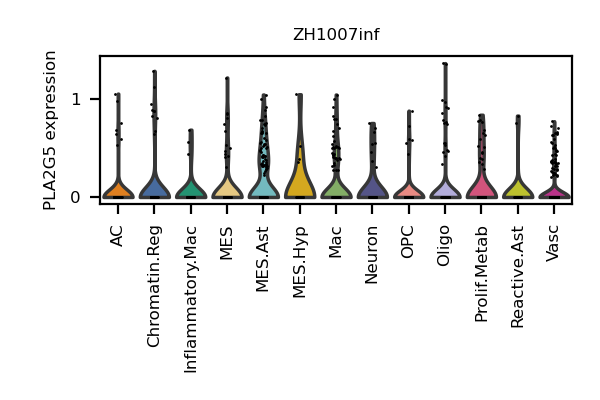 ZH1007inf
PLA2G5 expression
1
0
AC
Chromatin.Reg
Inflammatory.Mac
MES
MES.Ast
MES.Hyp
Mac
Neuron
OPC
Oligo
Prolif.Metab
Reactive.Ast
Vasc